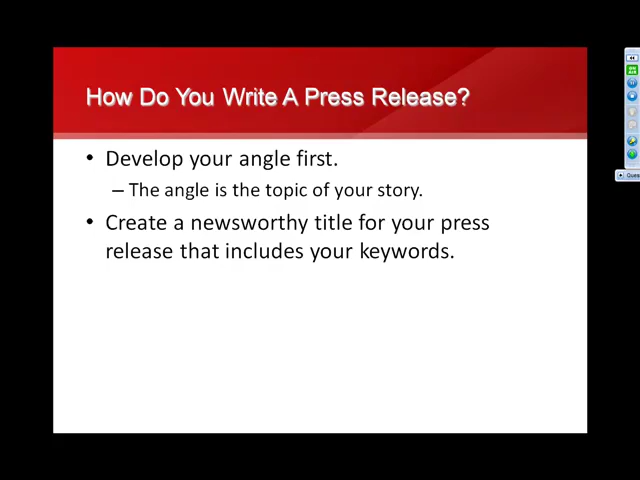 How Do You Write A Press Release?
• Develop your angle first.
– The angle is the topic of your story.
• Create a newsworthy title for your press
release that includes your keywords.